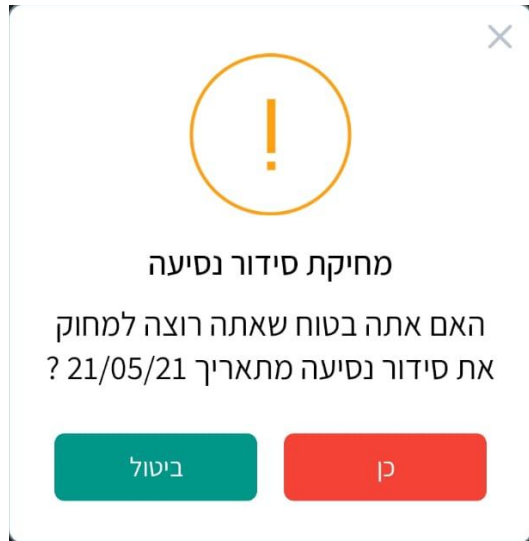 מחיקת סידור נסיעה
האם אתה בטוח שאתה רוצה למחוק
את סידור נסיעה מתאריך 21/05/21 ?
כן
ביטול